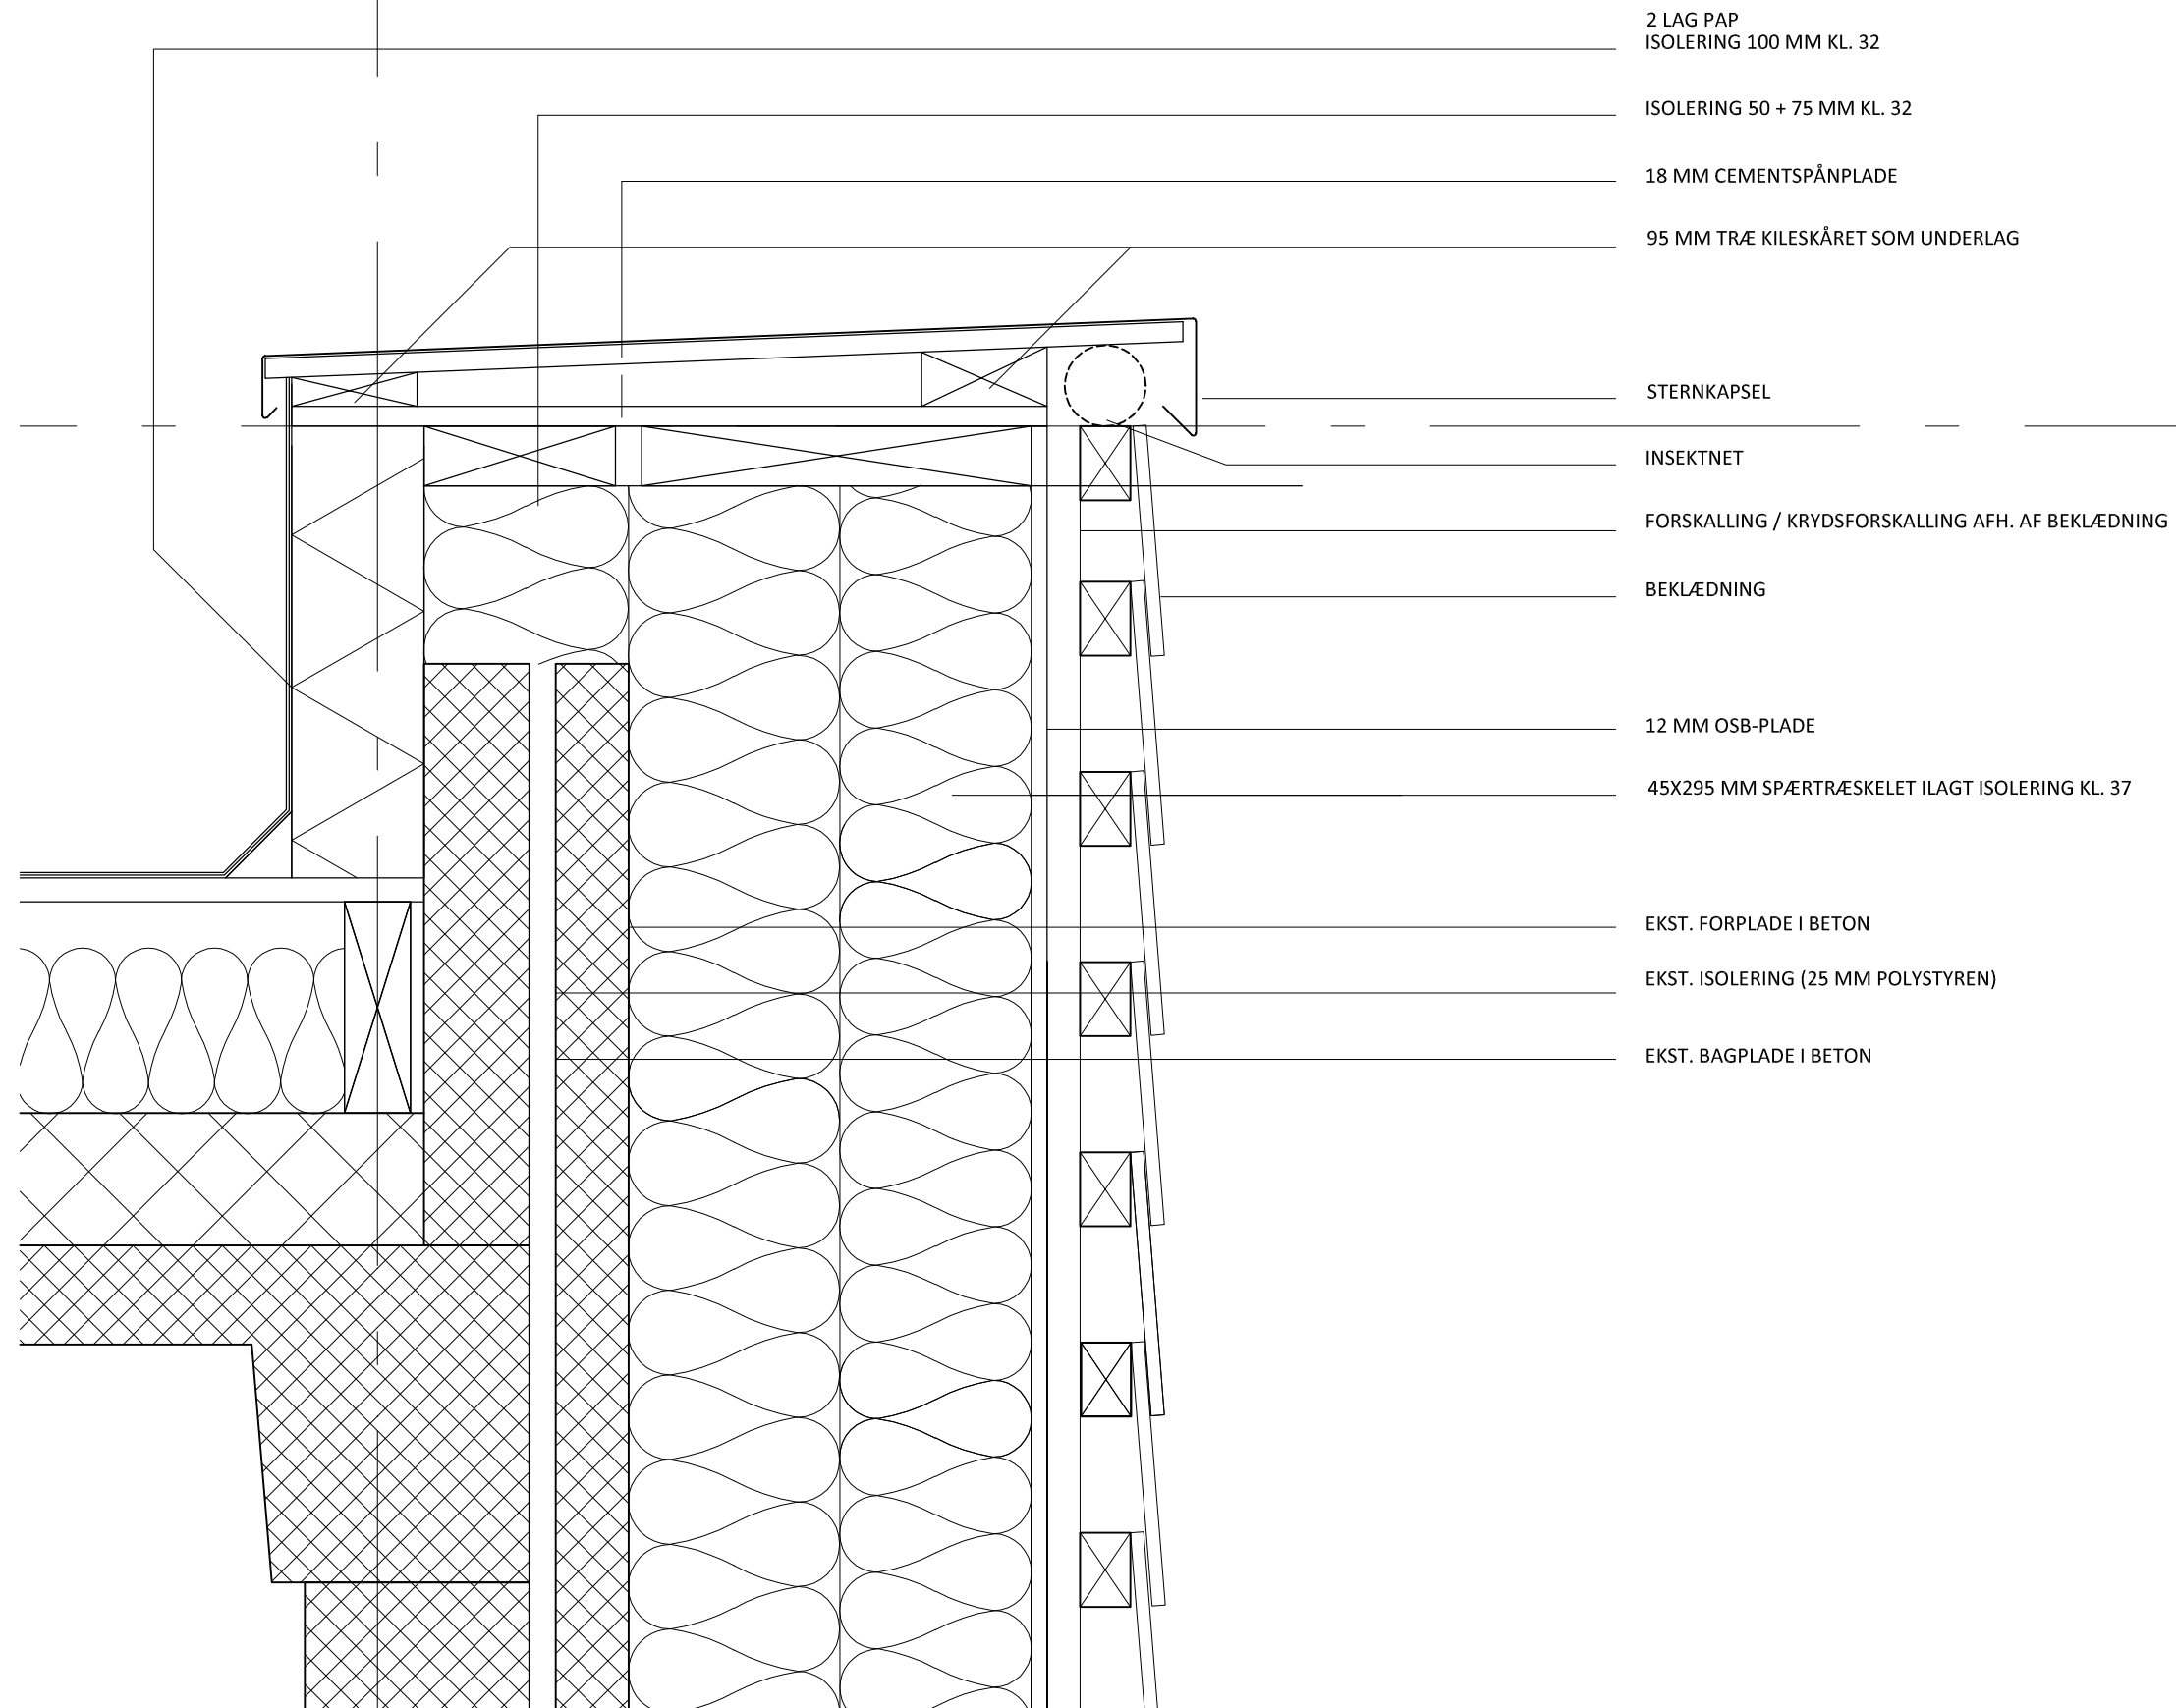 2 LAG PAP
ISOLERING 100 MM KL. 32
ISOLERING 50 + 75 MM KL. 32
18 MM CEMENTSPÅNPLADE
95 MM TRÆ KILESKÅRET SOM UNDERLAG
STERNKAPSEL
INSEKTNET
FORSKALLING / KRYDSFORSKALLING AFH. AF BEKLÆDNING
BEKLÆDNING
12 MM OSB-PLADE
45X295 MM SPÆRTRÆSKELET ILAGT ISOLERING KL. 37
EKST. FORPLADE I BETON
EKST. ISOLERING (25 MM POLYSTYREN)
EKST. BAGPLADE I BETON